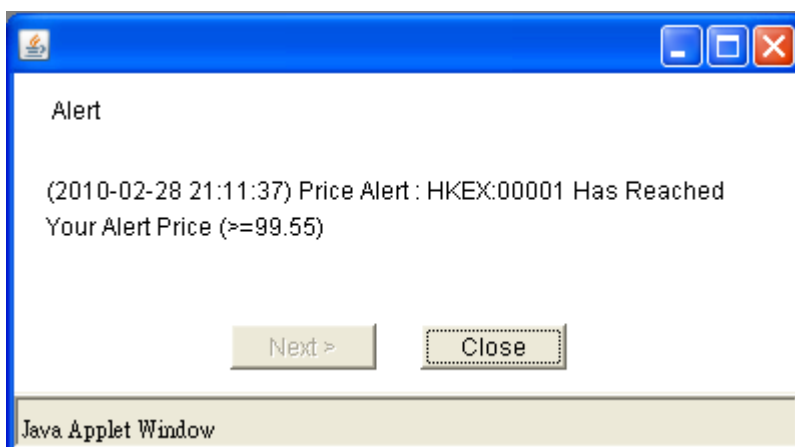 Alert
(2010-02-28 21:11:37) Price Alert : HKEX:00001 Has Reached
Your Alert Price (>=99.55)
Next >
Close
Java Applet Window